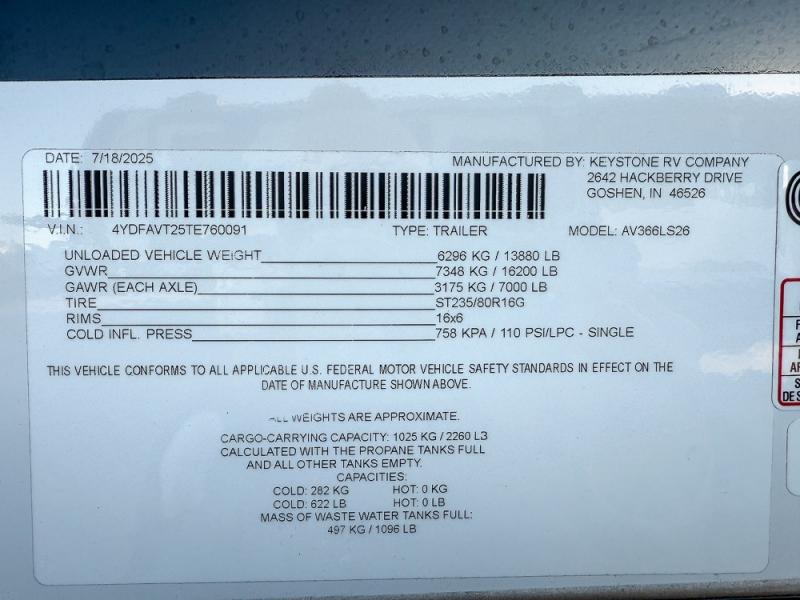 DATE: 7/18/2025
MANUFACTURED BY: KEYSTONE RV COMPANY
2642 HACKBERRY DRIVE
GOSHEN, IN 46526
V.I.N.: 4YDFAVT25TE760091 TYPE: TRAILER MODEL: AV366LS26
UNLOADED VEHICLE WEIGHT 6296 KG / 13880 LB
GVWR 7348 KG / 16200 LB
GAWR (EACH AXLE) 3175 KG / 7000 LB
TIRE ST235/80R16G
RIMS 16x6
COLD INFL. PRESS 758 KPA / 110 PSI/LPC - SINGLE
THIS VEHICLE CONFORMS TO ALL APPLICABLE U.S. FEDERAL MOTOR VEHICLE SAFETY STANDARDS IN EFFECT ON THE
DATE OF MANUFACTURE SHOWN ABOVE.
ALL WEIGHTS ARE APPROXIMATE.
CARGO-CARRYING CAPACITY: 1025 KG / 2260 L3
CALCULATED WITH THE PROPANE TANKS FULL
AND ALL OTHER TANKS EMPTY.
CAPACITIES:
COLD: 282 KG HOT: 0 KG
COLD: 622 LB HOT: 0 LB
MASS OF WASTE WATER TANKS FULL:
497 KG / 1096 LB